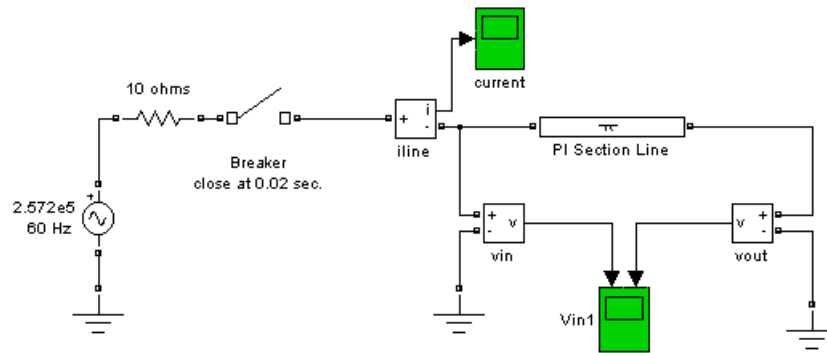 current
10 ohms
i
+
-
iline
PI Section Line
Breaker
close at 0.02 sec.
+
2.572e5
60 Hz
+
-
v
vin
v
+
-
vout
Vin1